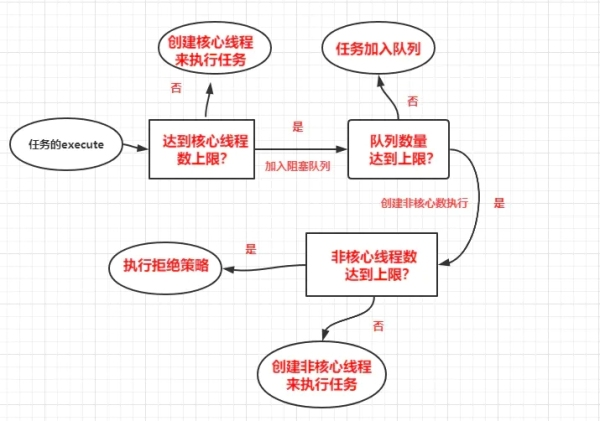 创建核心线程
来执行任务
任务加入队列
否
否
任务的execute
达到核心线程
数上限？
是
加入阻塞队列
队列数量
达到上限？
创建非核心数执行
是
执行拒绝策略
是
非核心线程数
达到上限？
否
创建非核心线程
来执行任务